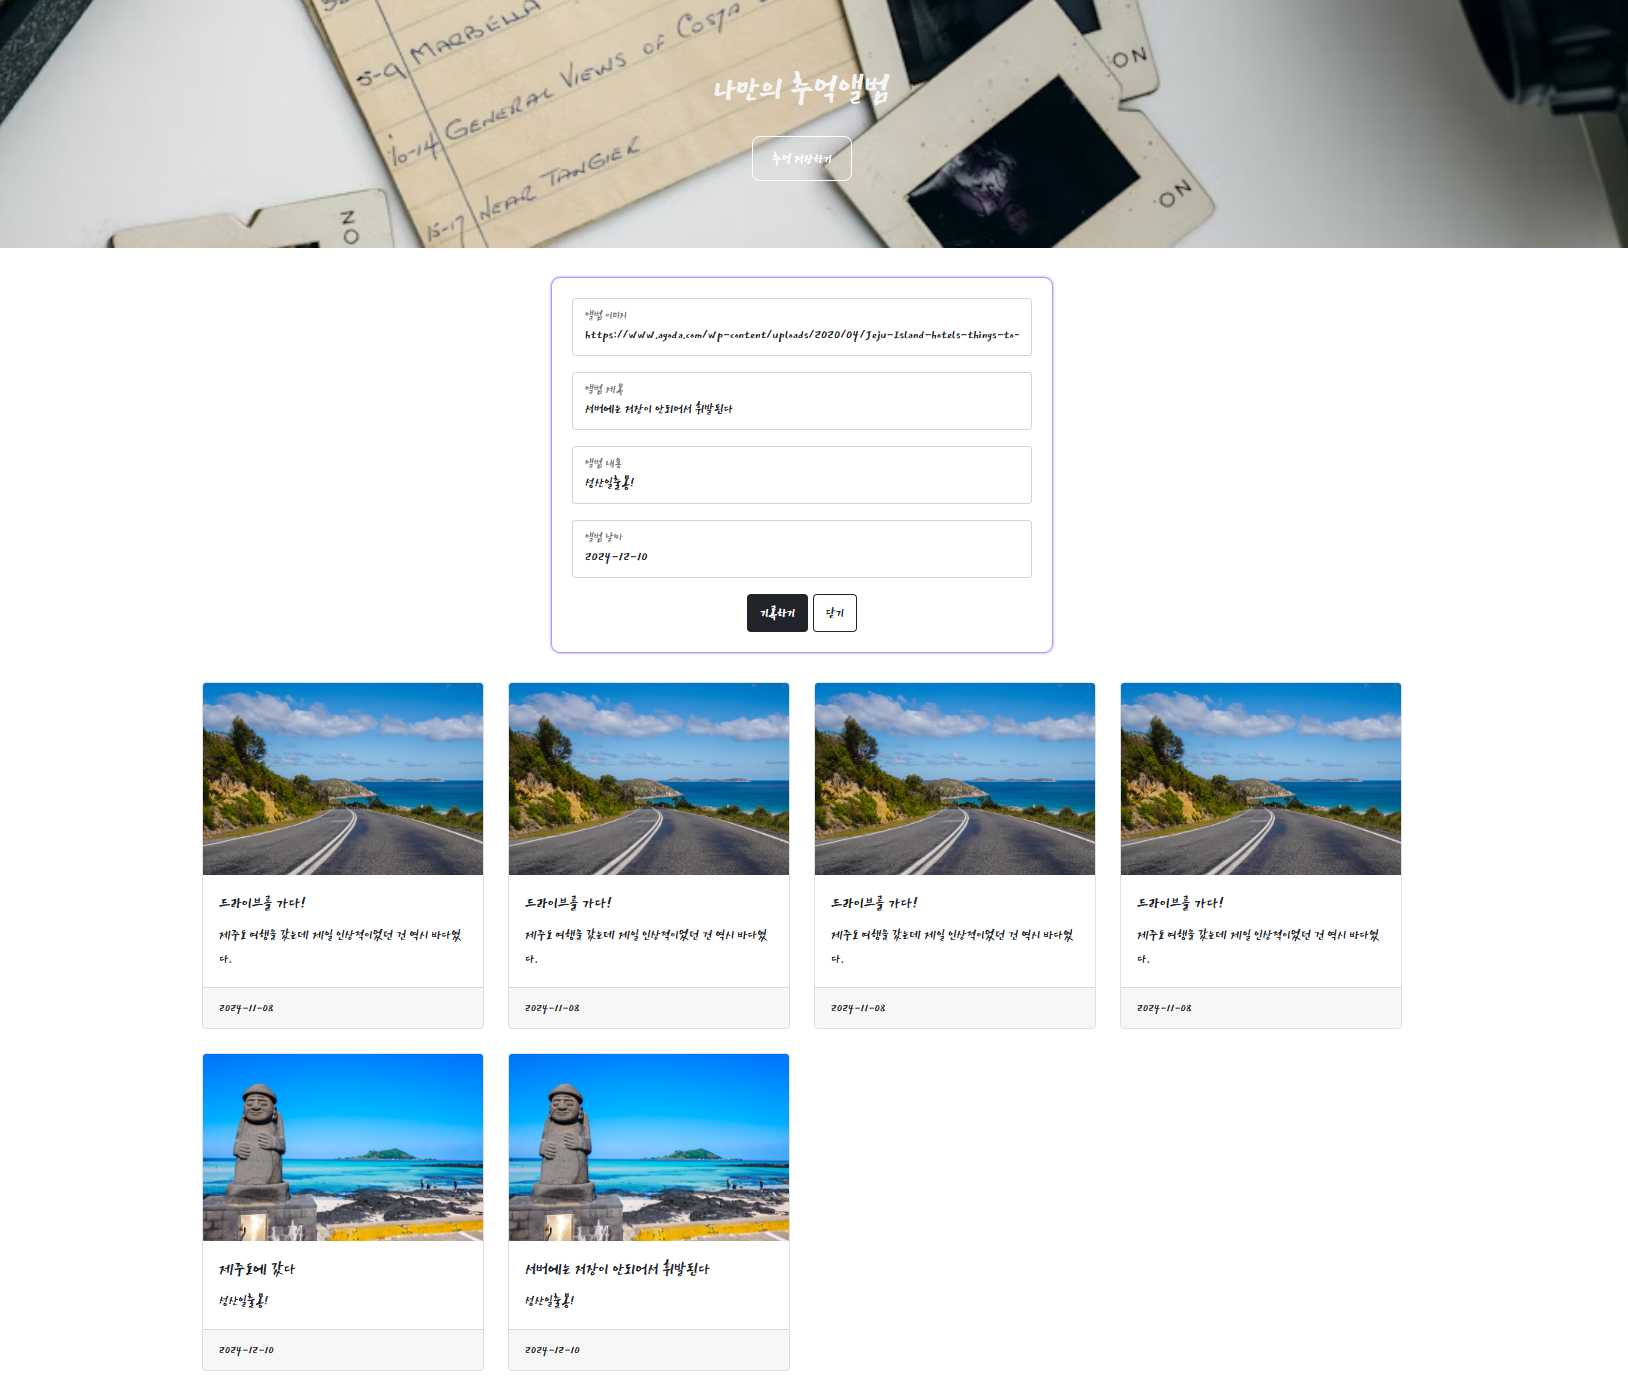 5-9 MARBELLA
VIEWS OF COSTA
10-14 GENERAL
15-17 NEAR TANGIER
NO
NO
NO
나만의 추억앨범
추억 저장하기
앨범 이미지
https://www.agoda.com/wp-content/uploads/2020/04/Jeju-Island-hotels-things-to-
앨범 제목
서버에는 저장이 안되어서 휘발된다
앨범 내용
성산일출봉!
앨범 날짜
2024-12-10
기록하기 닫기
드라이브를 가다!
제주도 여행을 갔는데 제일 인상적이었던 건 역시 바다였
다.
2024-11-08
드라이브를 가다!
제주도 여행을 갔는데 제일 인상적이었던 건 역시 바다였
다.
2024-11-08
드라이브를 가다!
제주도 여행을 갔는데 제일 인상적이었던 건 역시 바다였
다.
2024-11-08
드라이브를 가다!
제주도 여행을 갔는데 제일 인상적이었던 건 역시 바다였
다.
2024-11-08
제주도에 갔다
성산일출봉!
2024-12-10
서버에는 저장이 안되어서 휘발된다
성산일출봉!
2024-12-10